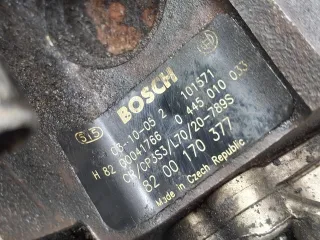 BOSCH
515
03-10-05 2 101571
H 82 00041766 0 445 010 033
CR/CP3S3/L70/20-789S
82 00 170 377
Made in Czech Republic